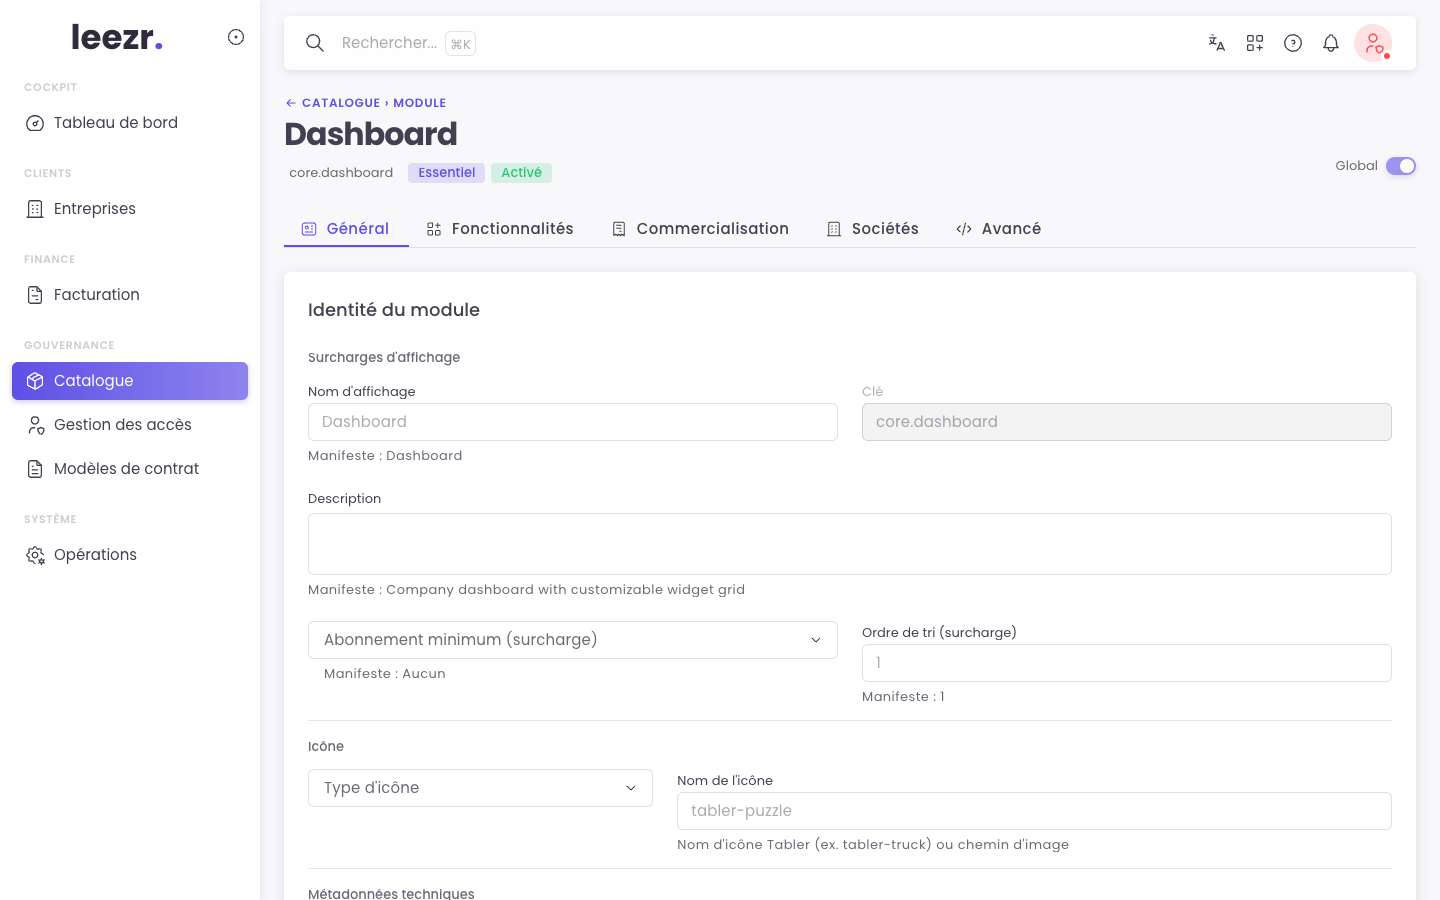 leezr.
COCKPIT
Tableau de bord
CLIENTS
Entreprises
FINANCE
Facturation
GOUVERNANCE
Catalogue
Gestion des accès
Modèles de contrat
SYSTÈME
Opérations
Rechercher... ⌘K
← CATALOGUE › MODULE
Dashboard
core.dashboard Essentiel Activé
Global
Général Fonctionnalités Commercialisation Sociétés Avancé
Identité du module
Surcharges d'affichage
Nom d'affichage
Dashboard
Manifeste : Dashboard
Clé
core.dashboard
Description
Manifeste : Company dashboard with customizable widget grid
Abonnement minimum (surcharge)
Manifeste : Aucun
Ordre de tri (surcharge)
1
Manifeste : 1
Icône
Type d'icône
Nom de l'icône
tabler-puzzle
Nom d'icône Tabler (ex. tabler-truck) ou chemin d'image
Métadonnées techniques